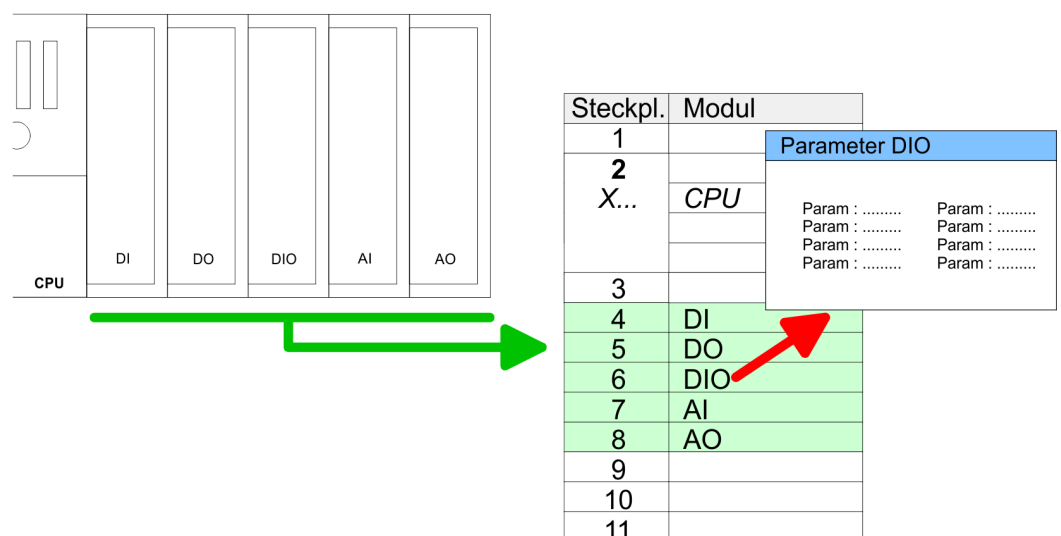 DI DO DIO AI AO
CPU
Steckpl. Modul
1
2
X... CPU
3
4 DI
5 DO
6 DIO
7 AI
8 AO
9
10
11
Parameter DIO
Param : ......... Param : .........
Param : ......... Param : .........
Param : ......... Param : .........
Param : ......... Param : .........